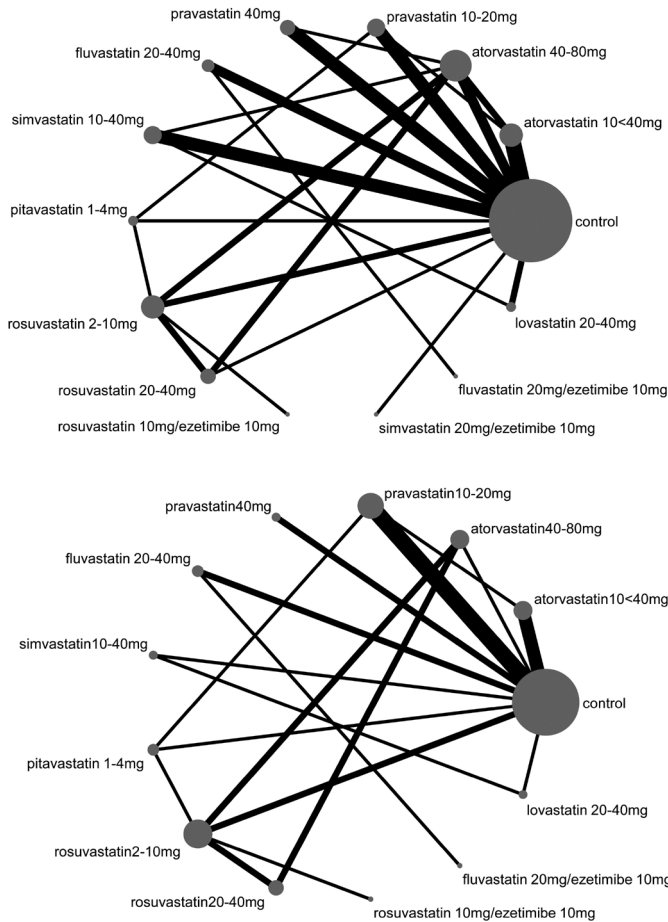 pravastatin 40mg
pravastatin 10-20mg
fluvastatin 20-40mg
atorvastatin 40-80mg
simvastatin 10-40mg
atorvastatin 10<40mg
pitavastatin 1-4mg
control
rosuvastatin 2-10mg
lovastatin 20-40mg
rosuvastatin 20-40mg
fluvastatin 20mg/ezetimibe 10mg
rosuvastatin 10mg/ezetimibe 10mg
simvastatin 20mg/ezetimibe 10mg
pravastatin10-20mg
pravastatin40mg
atorvastatin40-80mg
fluvastatin 20-40mg
atorvastatin10<40mg
simvastatin10-40mg
control
pitavastatin 1-4mg
lovastatin 20-40mg
rosuvastatin2-10mg
fluvastatin 20mg/ezetimibe 10mg
rosuvastatin20-40mg
rosuvastatin 10mg/ezetimibe 10mg